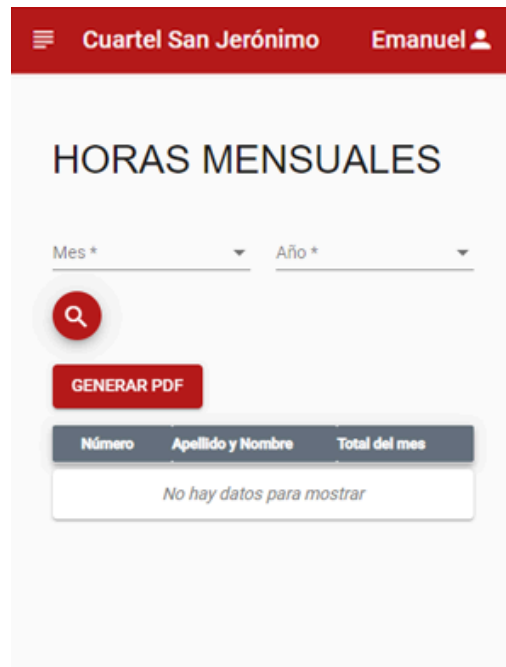 Cuartel San Jerónimo Emanuel
HORAS MENSUALES
Mes * Año *
GENERAR PDF
Número Apellido y Nombre Total del mes
No hay datos para mostrar